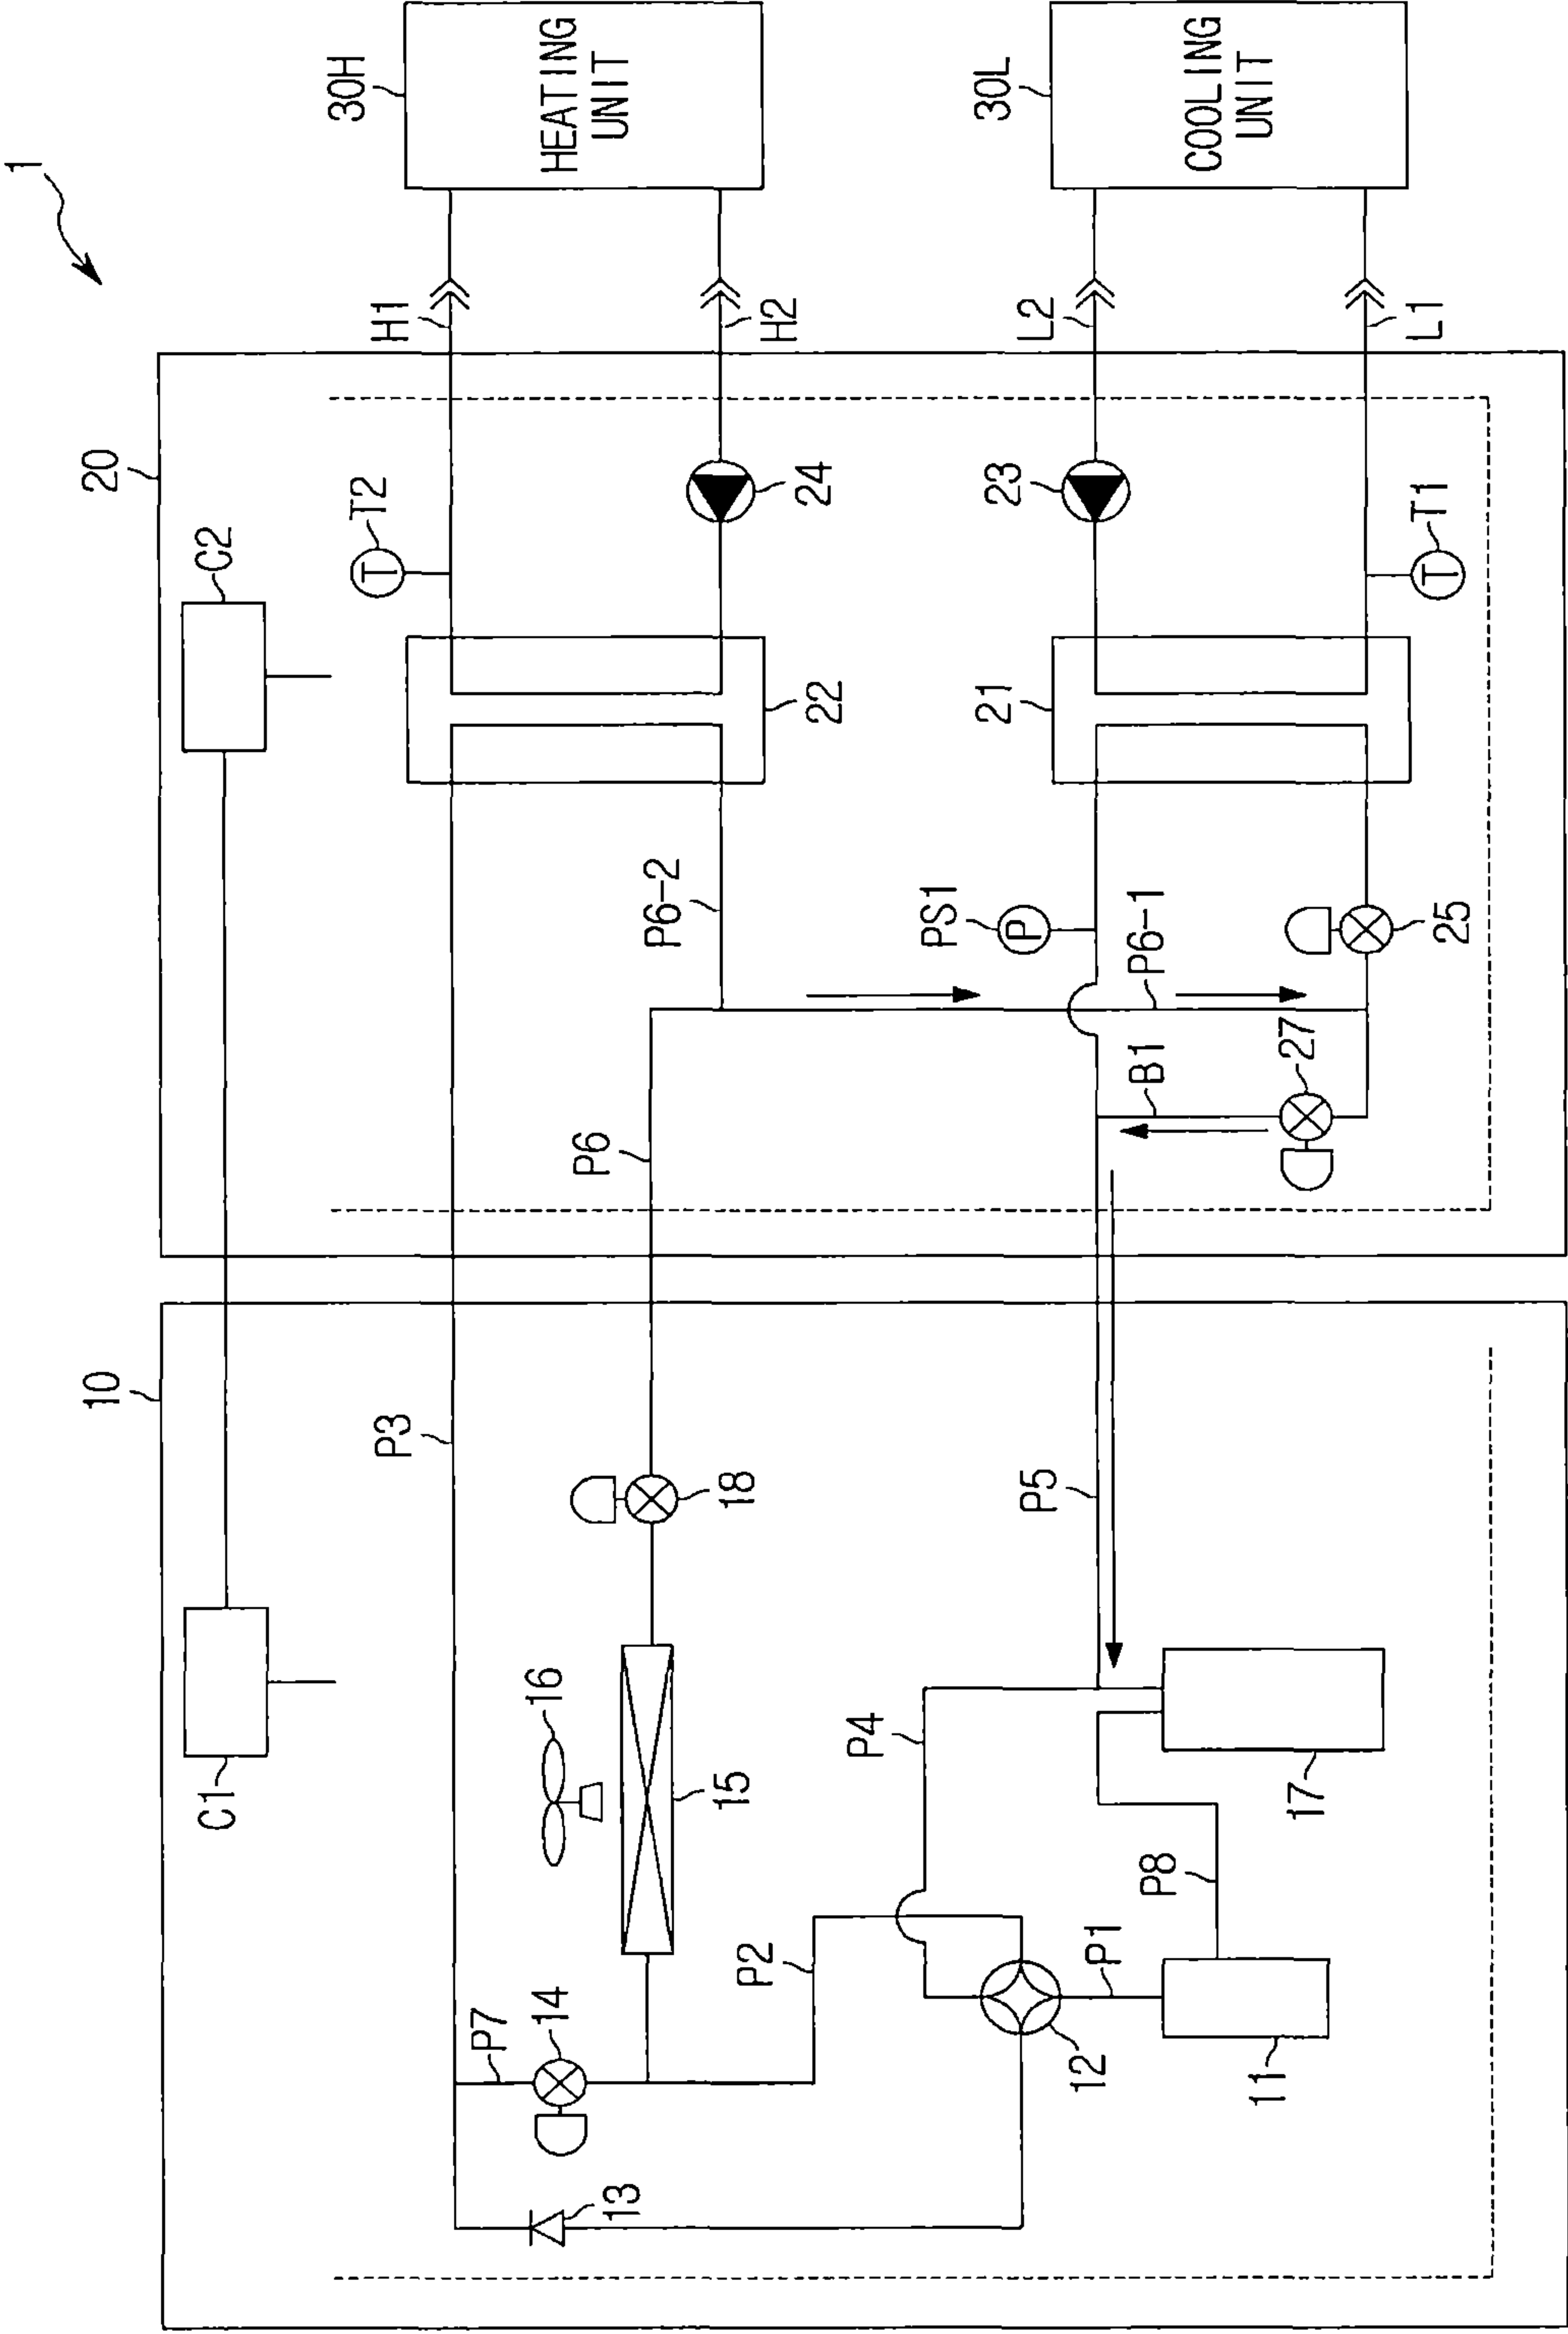 1
30H
HEATING
UNIT
30L
COOLING
UNIT
H1
H2
L2
L1
20
C2
T2
T
24
23
T1
T
22
21
P6-2
PS1
P
P6-1
25
P6
B1
27
10
C1
P3
18
P5
16
15
P4
17
P7
14
P2
P8
P1
12
11
13